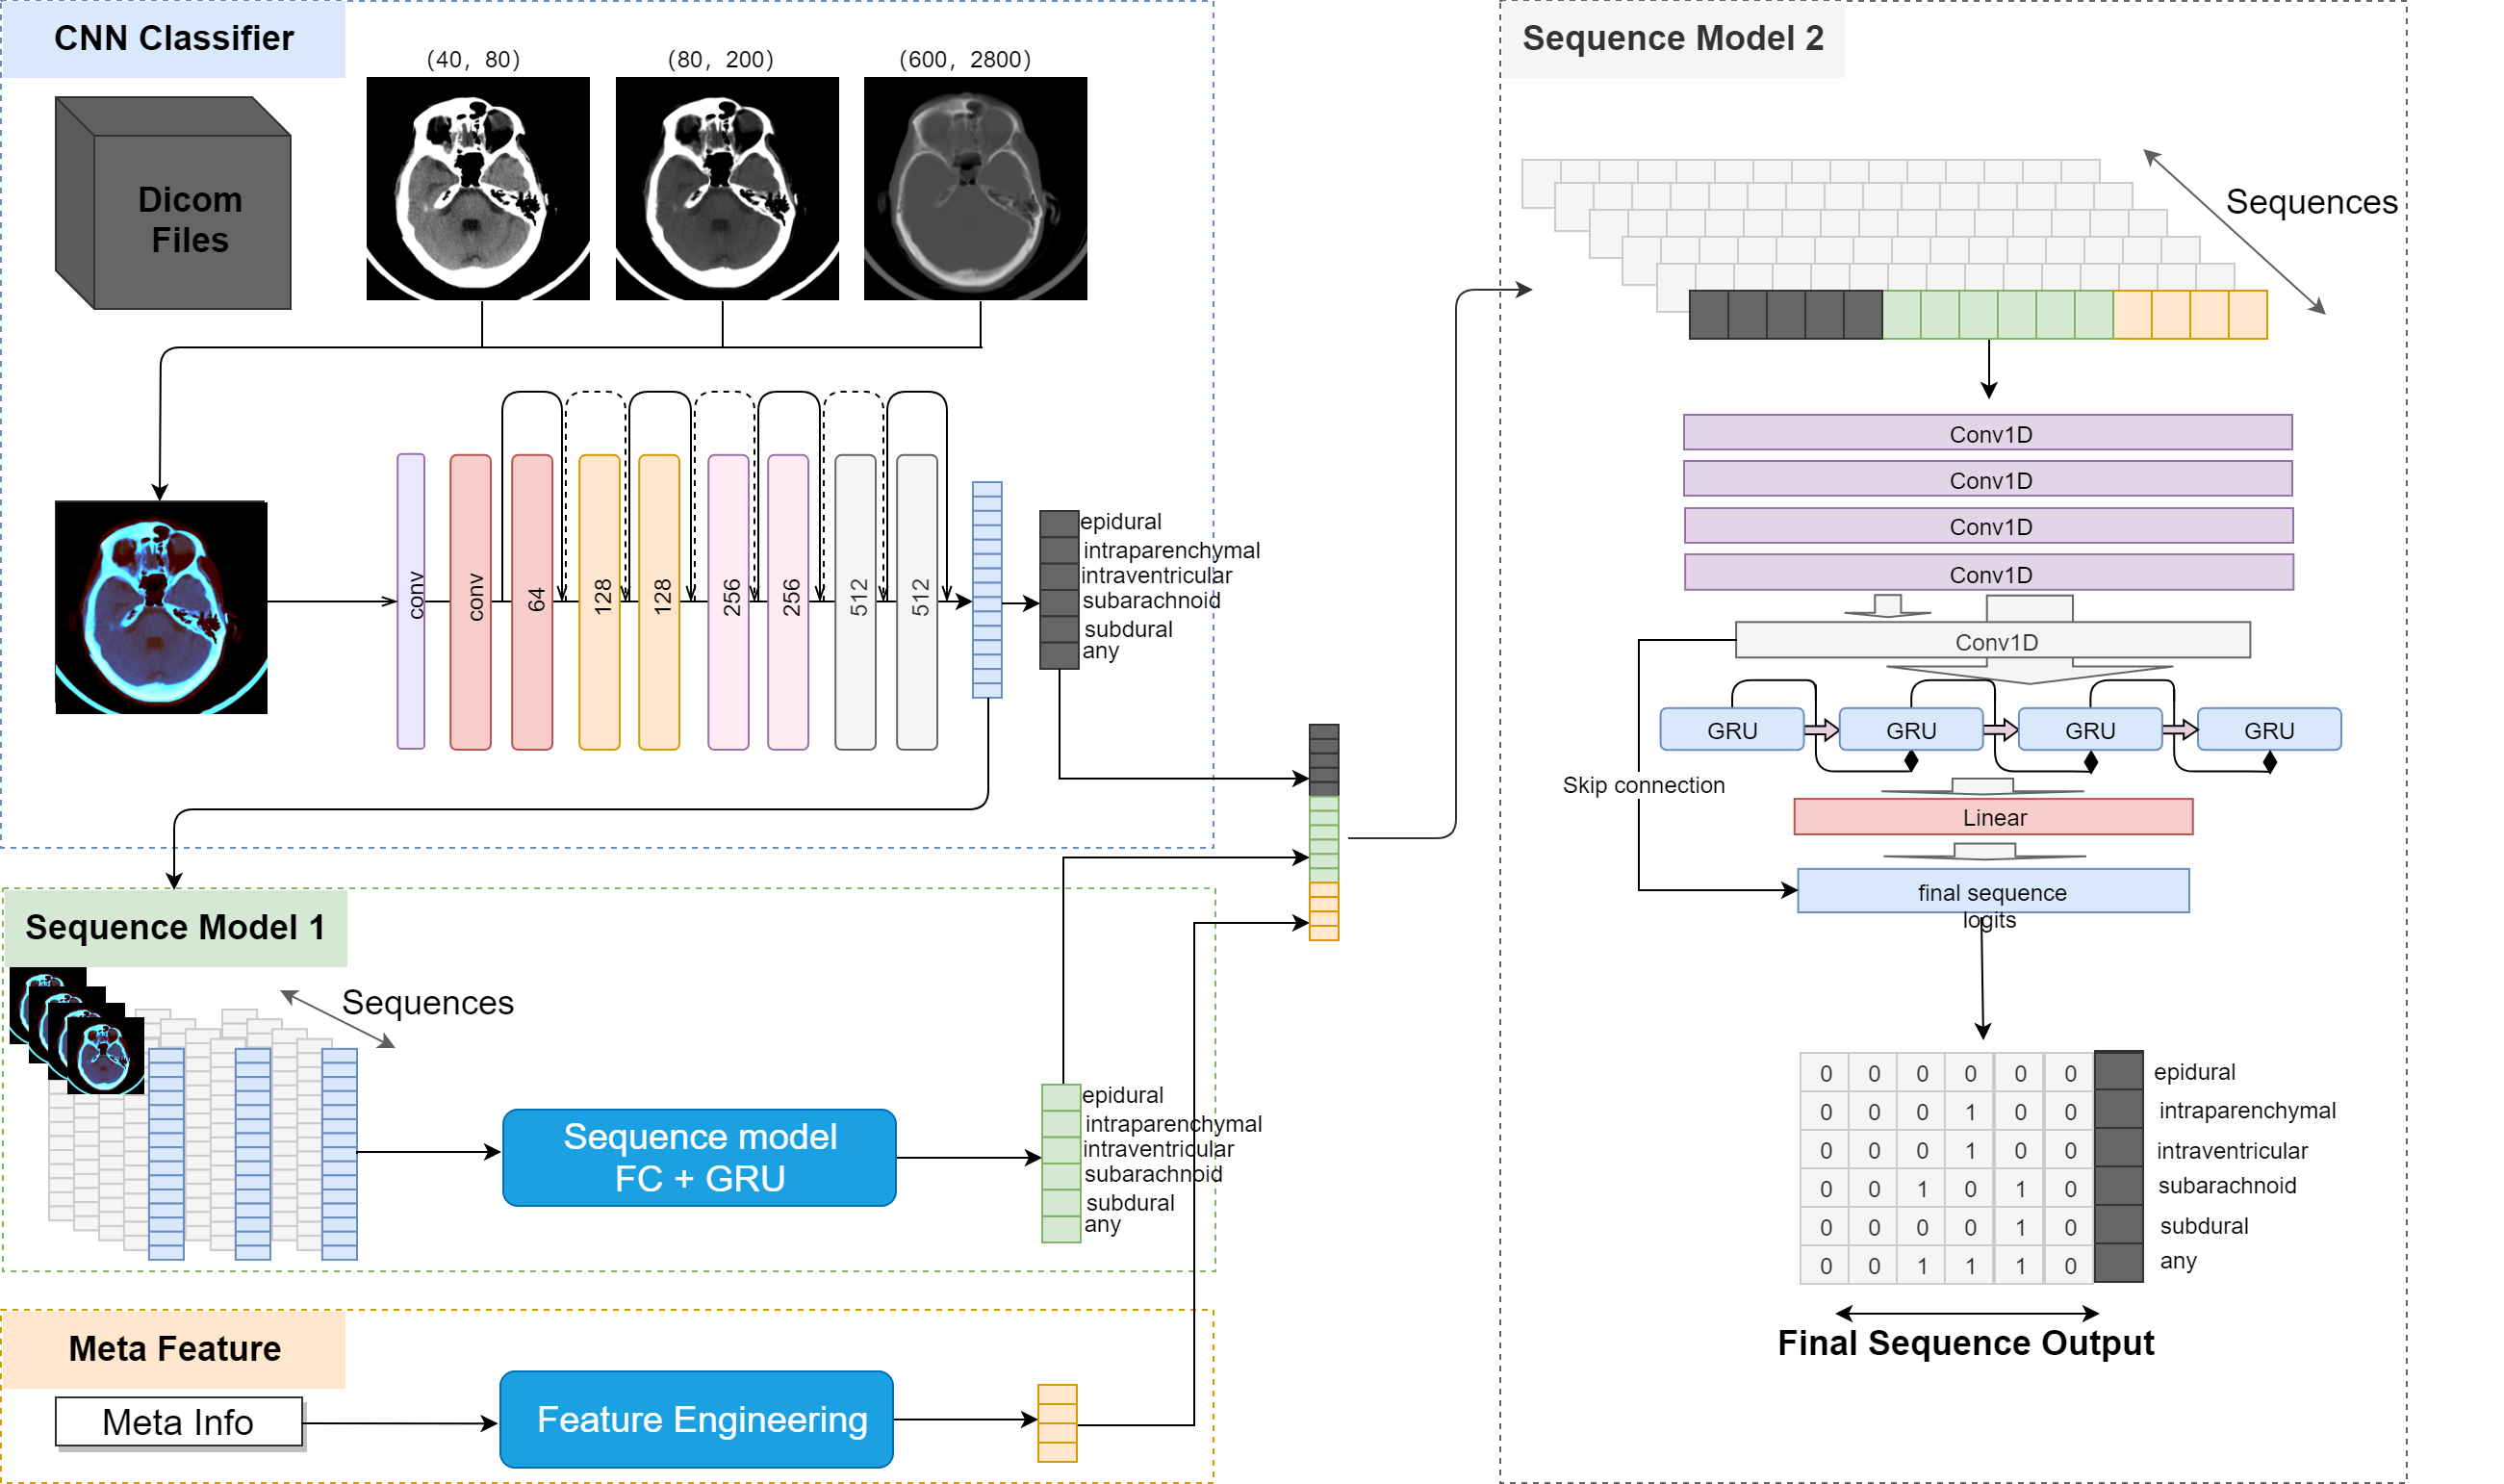 CNN Classifier
(40, 80)
(80, 200)
(600, 2800)
Dicom
Files
conv
conv
64
128
128
256
256
512
512
epidural
intraparenchymal
intraventricular
subarachnoid
subdural
any
Sequence Model 1
Sequences
Sequence model
FC + GRU
epidural
intraparenchymal
intraventricular
subarachnoid
subdural
any
Meta Feature
Meta Info
Feature Engineering
Sequence Model 2
Sequences
Conv1D
Conv1D
Conv1D
Conv1D
Conv1D
GRU GRU GRU GRU
Skip connection
Linear
final sequence
logits
0 0 0 0 0 0 epidural
0 0 0 1 0 0 intraparenchymal
0 0 0 1 0 0 intraventricular
0 0 1 0 1 0 subarachnoid
0 0 0 0 1 0 subdural
0 0 1 1 1 0 any
Final Sequence Output